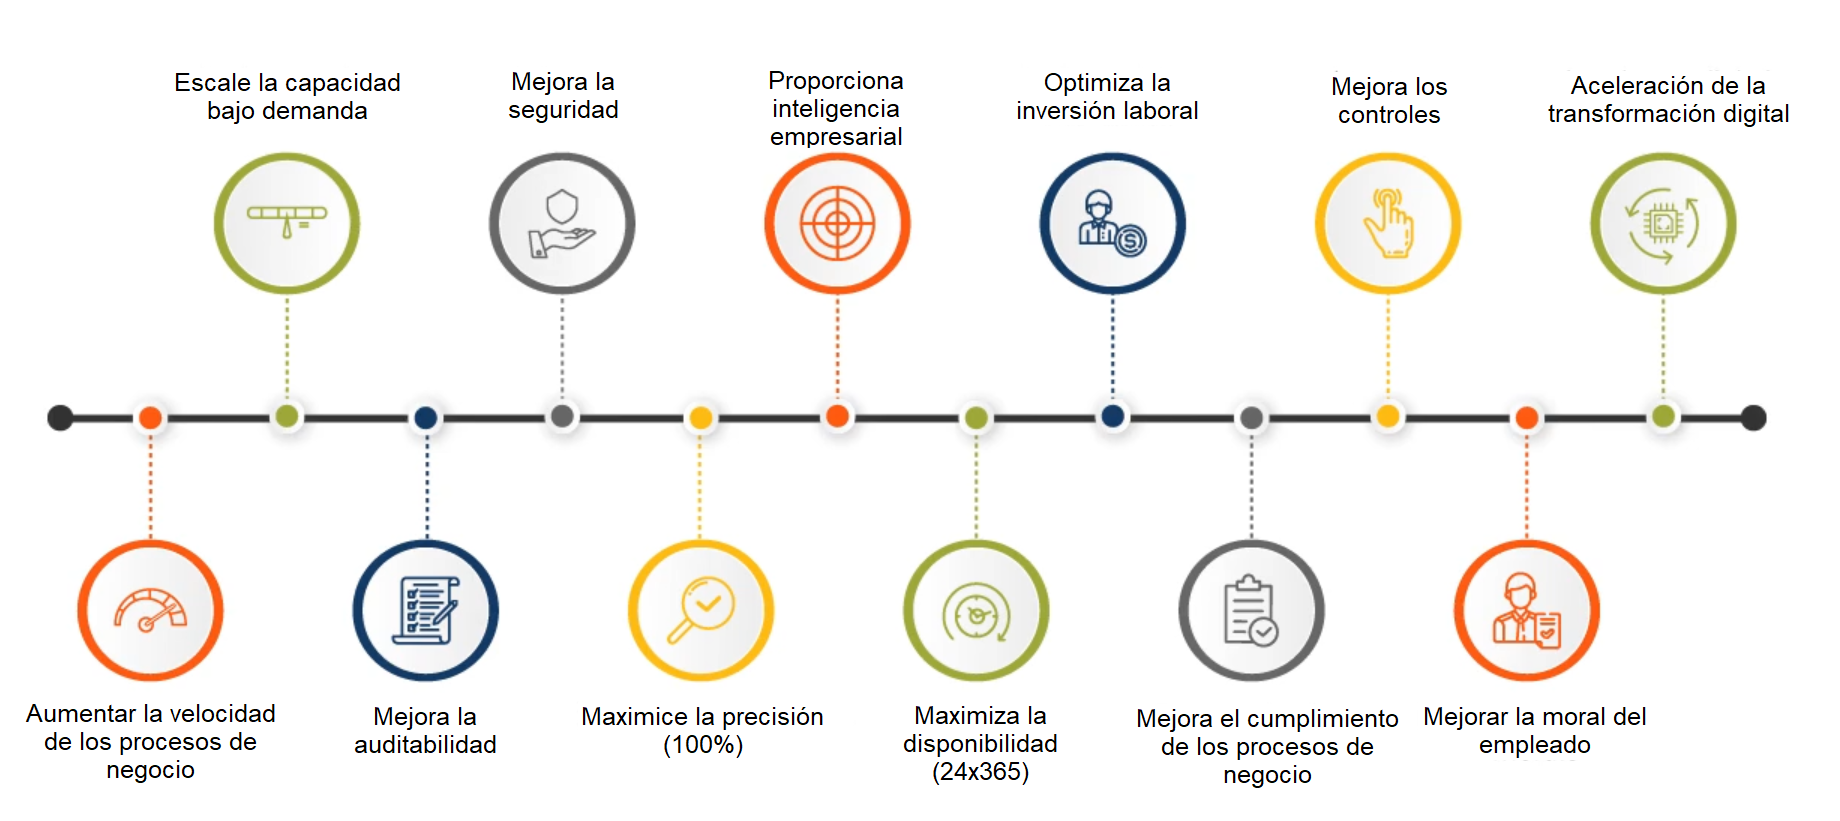 Escale la capacidad
bajo demanda
Mejora la
seguridad
Proporciona
inteligencia
empresarial
Optimiza la
inversión laboral
Mejora los
controles
Aceleración de la
transformación digital
Aumentar la velocidad
de los procesos de
negocio
Mejora la
auditabilidad
Maximice la precisión
(100%)
Maximiza la
disponibilidad
(24x365)
Mejora el cumplimiento
de los procesos de
negocio
Mejorar la moral del
empleado